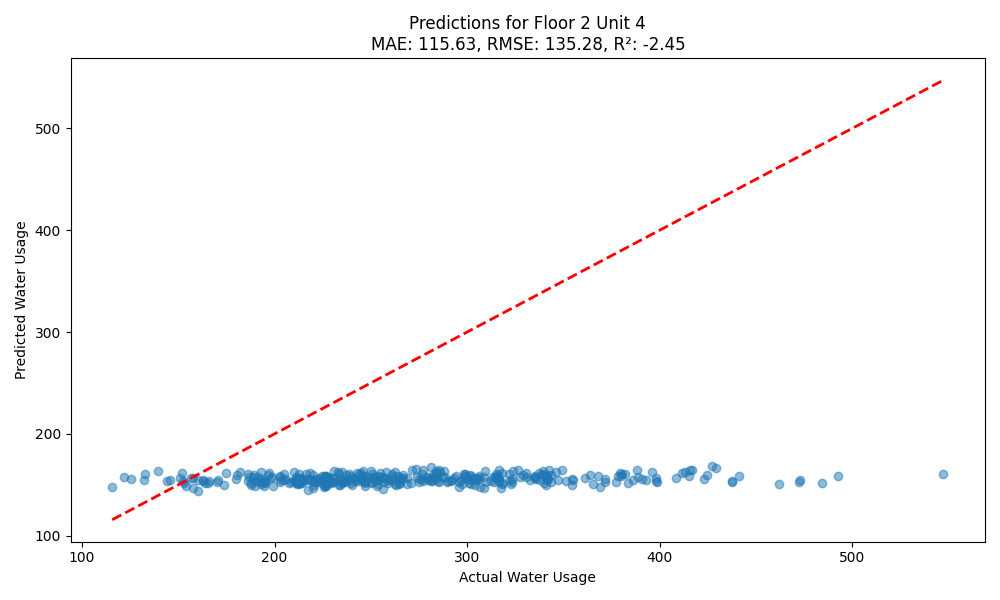 Predictions for Floor 2 Unit 4
MAE: 115.63, RMSE: 135.28, R²: -2.45
Predicted Water Usage
500
400
300
200
100
100 200 300 400 500
Actual Water Usage